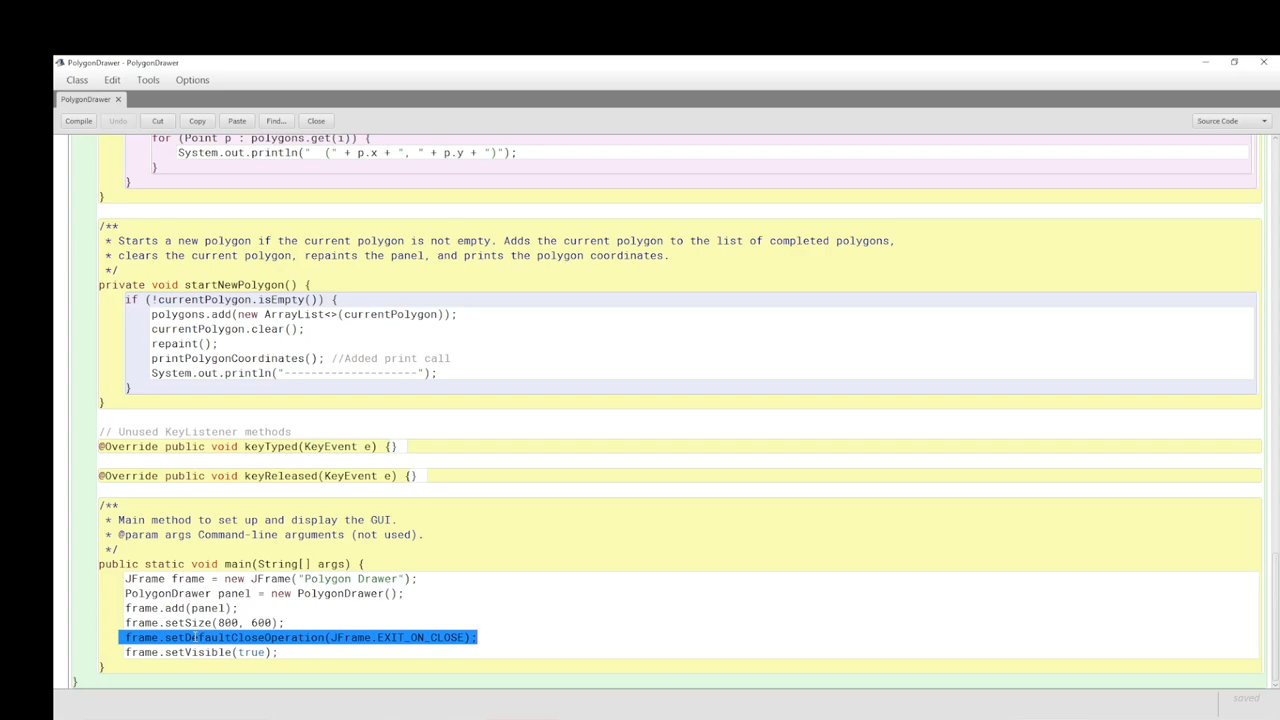 PolygonDrawer - PolygonDrawer
Class Edit Tools Options
PolygonDrawer ×
Compile Undo Cut Copy Paste Find... Close Source Code
for (Point p : polygons.get(i)) {
System.out.println("  (" + p.x + ", " + p.y + ")");
}
}
}
/**
* Starts a new polygon if the current polygon is not empty. Adds the current polygon to the list of completed polygons,
* clears the current polygon, repaints the panel, and prints the polygon coordinates.
*/
private void startNewPolygon() {
if (!currentPolygon.isEmpty()) {
polygons.add(new ArrayList<>(currentPolygon));
currentPolygon.clear();
repaint();
printPolygonCoordinates(); //Added print call
System.out.println("--------------------");
}
}
// Unused KeyListener methods
@Override public void keyTyped(KeyEvent e) {}
@Override public void keyReleased(KeyEvent e) {}
/**
* Main method to set up and display the GUI.
* @param args Command-line arguments (not used).
*/
public static void main(String[] args) {
JFrame frame = new JFrame("Polygon Drawer");
PolygonDrawer panel = new PolygonDrawer();
frame.add(panel);
frame.setSize(800, 600);
frame.setDefaultCloseOperation(JFrame.EXIT_ON_CLOSE);
frame.setVisible(true);
}
}
saved